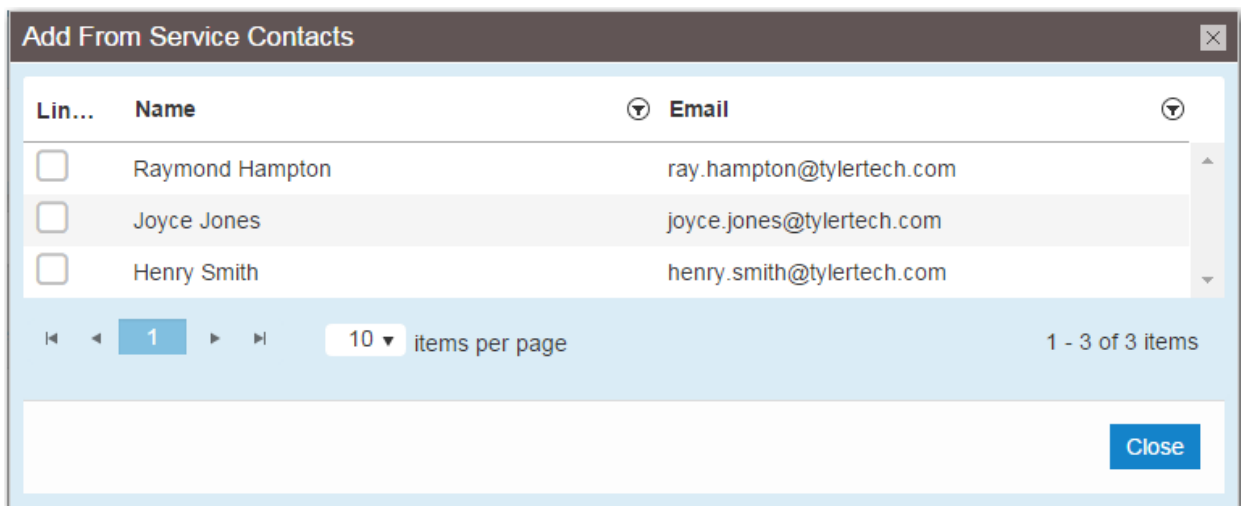 Add From Service Contacts
Lin... Name Email
Raymond Hampton ray.hampton@tylertech.com
Joyce Jones joyce.jones@tylertech.com
Henry Smith henry.smith@tylertech.com
1 10 items per page 1 - 3 of 3 items
Close